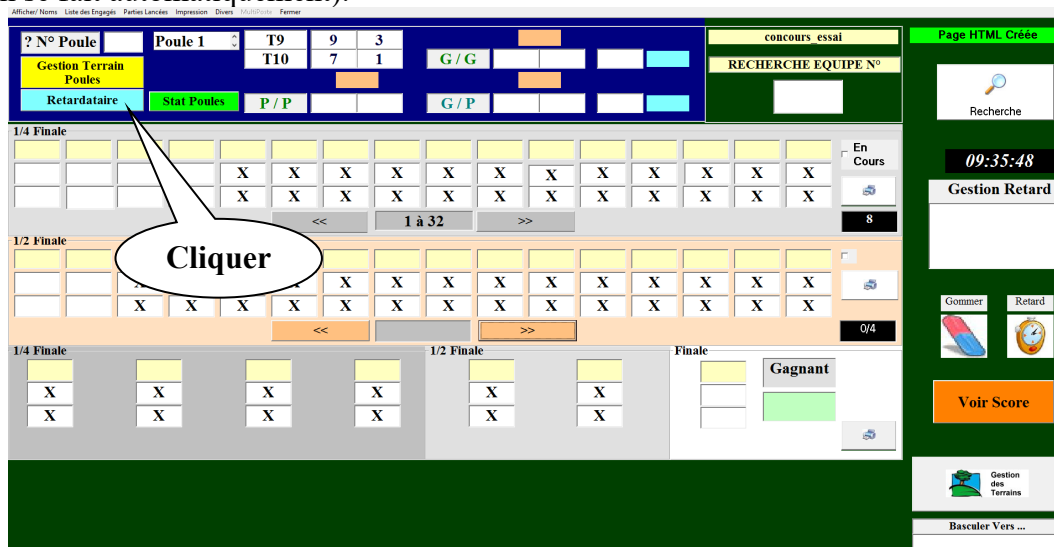 Afficher/ Noms Liste des Engagés Parties Lancées Impression Divers MultiPoste Fermer
? N° Poule Poule 1 T9 9 3 concours_essai Page HTML Créée
T10 7 1 G / G
Gestion Terrain
Poules
RECHERCHE EQUIPE N°
Retardataire Stat Poules P / P G / P Recherche
1/4 Finale
En
Cours
X X X X X X X X X X X X
X X X X X X X X X X X X
09:35:48
Gestion Retard
<< 1 à 32 >> 8
1/2 Finale
Cliquer
X X X X X X X X X X
X X X X X X X X X X X X X X
<< >> 0/4
Gommer Retard
1/4 Finale 1/2 Finale Finale
Gagnant
X X X X X X
X X X X X X
Voir Score
Gestion
des
Terrains
Basculer Vers ...